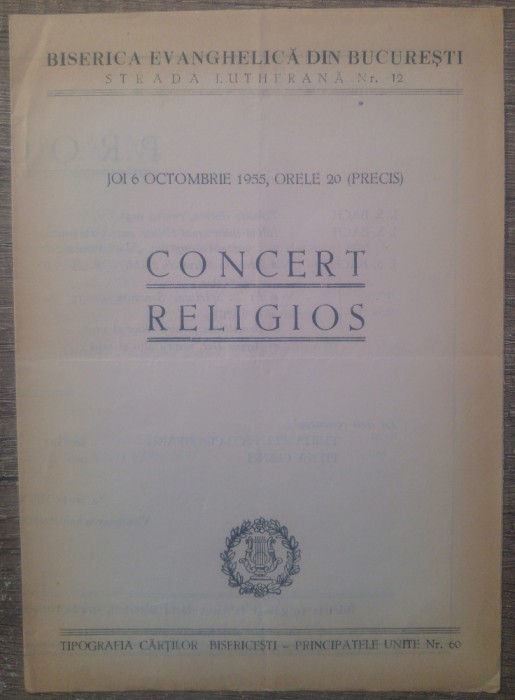 BISERICA EVANGHELICĂ DIN BUCUREȘTI
STRADA LUTHERANĂ Nr. 12
JOI 6 OCTOMBRIE 1955, ORELE 20 (PRECIS)
CONCERT
RELIGIOS
TIPOGRAFIA CĂRȚILOR BISERICEȘTI – PRINCIPATELE UNITE Nr. 60